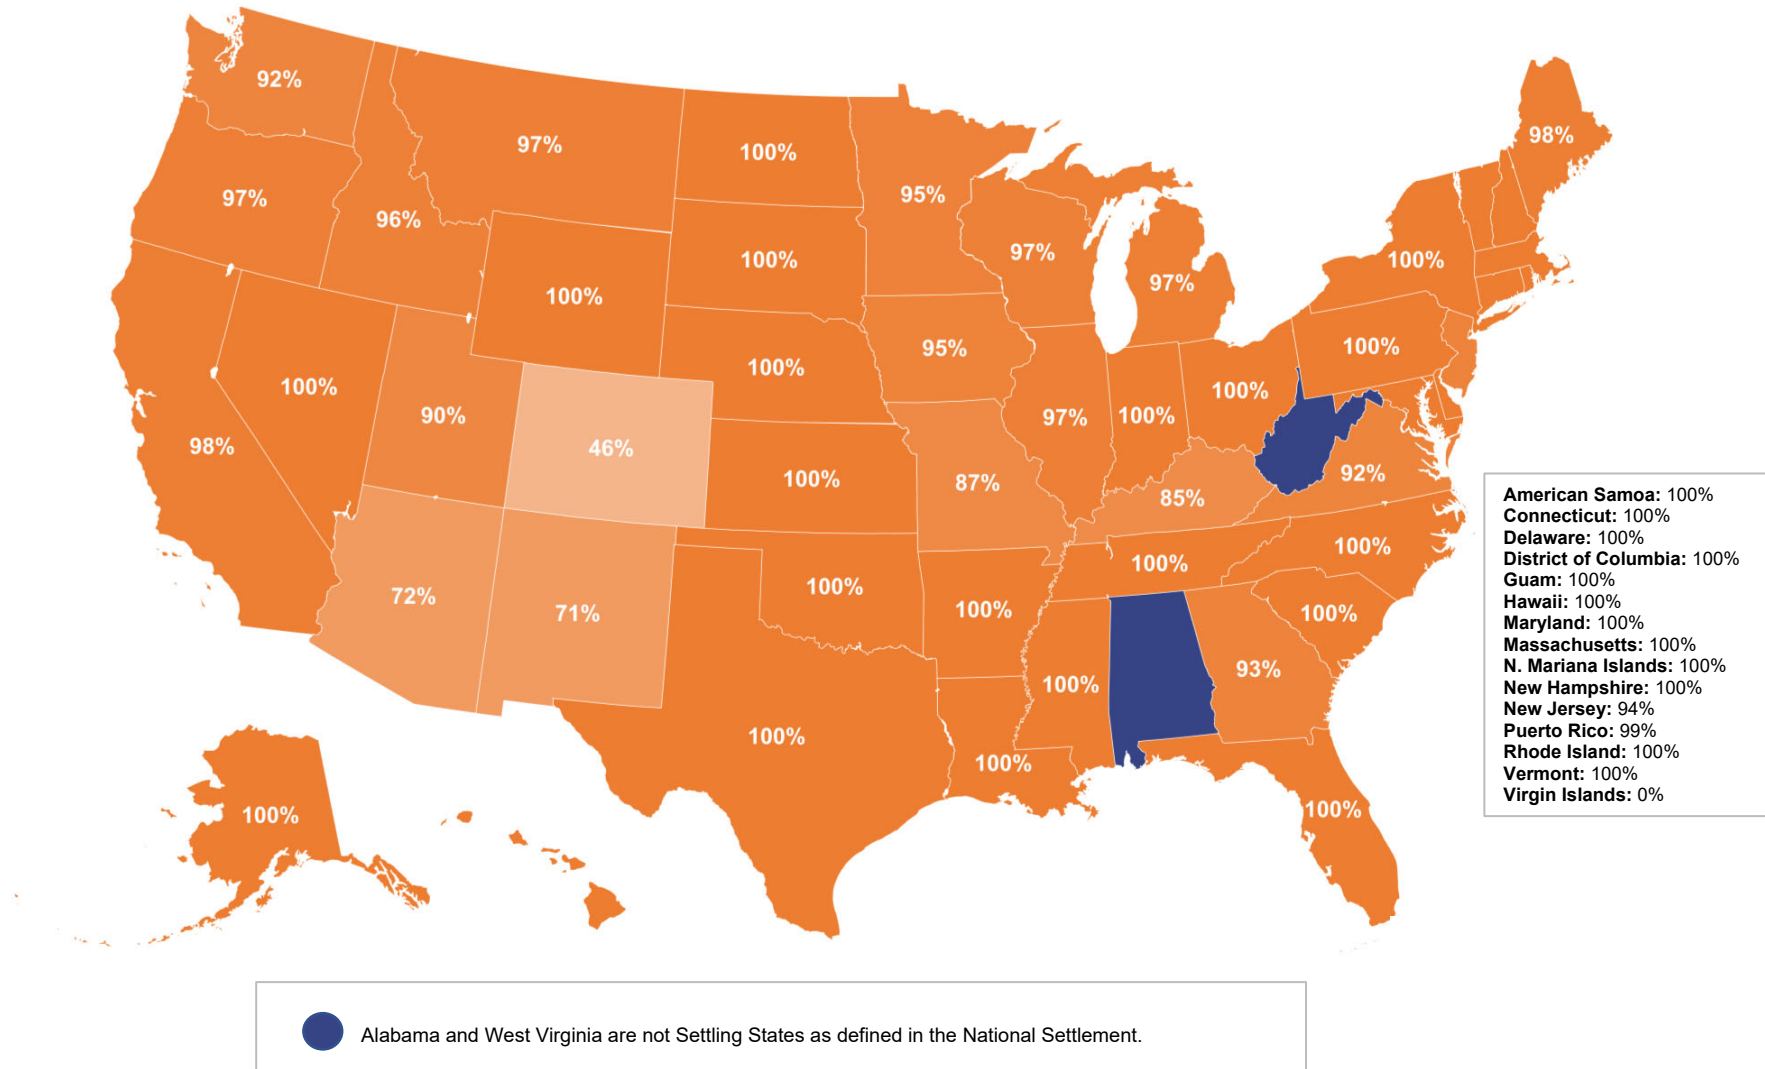 92%
97%
100%
98%
95%
97%
96%
97%
100%
100%
97%
100%
100%
95%
100%
100%
100%
100%
90%
97%
100%
98%
46%
100%
87%
85%
92%
100%
100%
72%
71%
100%
100%
100%
93%
100%
100%
100%
100%
100%
100%
American Samoa: 100%
Connecticut: 100%
Delaware: 100%
District of Columbia: 100%
Guam: 100%
Hawaii: 100%
Maryland: 100%
Massachusetts: 100%
N. Mariana Islands: 100%
New Hampshire: 100%
New Jersey: 94%
Puerto Rico: 99%
Rhode Island: 100%
Vermont: 100%
Virgin Islands: 0%
Alabama and West Virginia are not Settling States as defined in the National Settlement.